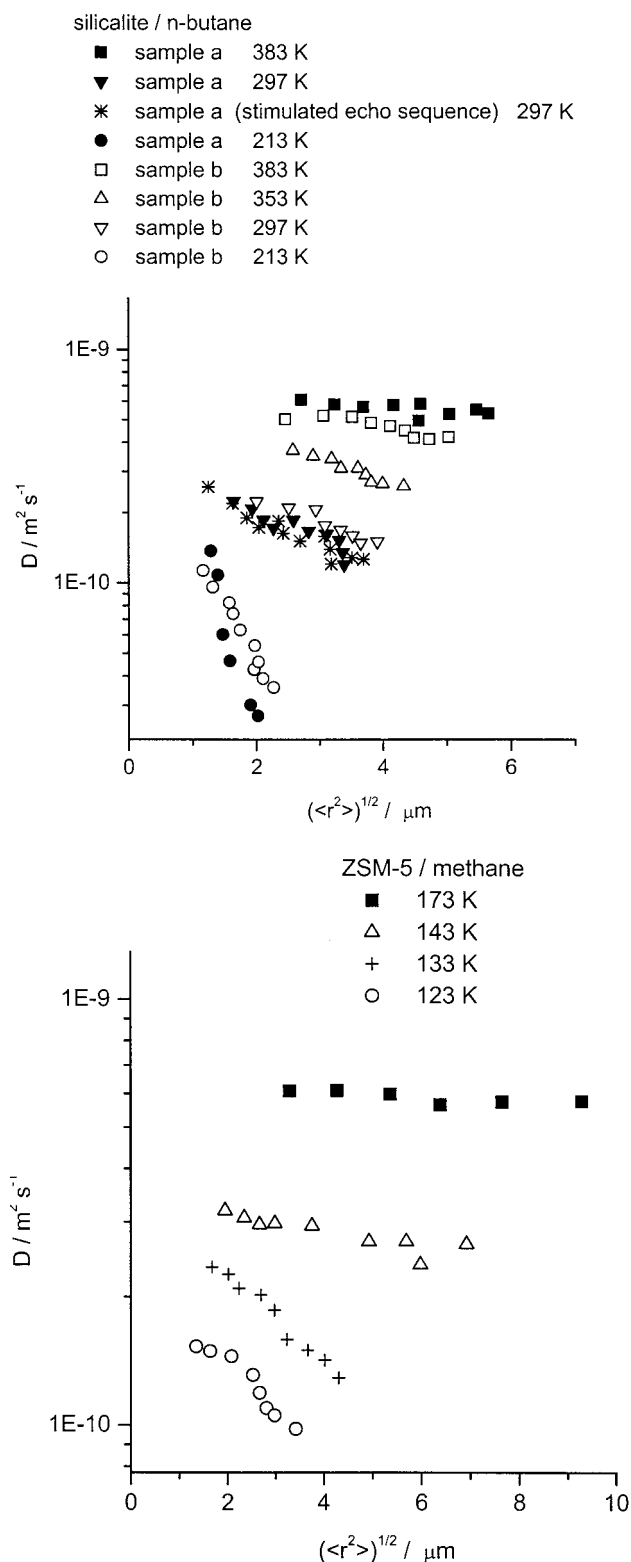 silicalite / n-butane
■ sample a 383 K
▼ sample a 297 K
✳ sample a (stimulated echo sequence) 297 K
● sample a 213 K
□ sample b 383 K
△ sample b 353 K
▽ sample b 297 K
○ sample b 213 K
1E-9
1E-10
D / m² s⁻¹
0 2 4 6
(<r²>)^1/2 / μm
ZSM-5 / methane
■ 173 K
△ 143 K
+ 133 K
○ 123 K
1E-9
1E-10
D / m² s⁻¹
0 2 4 6 8 10
(<r²>)^1/2 / μm